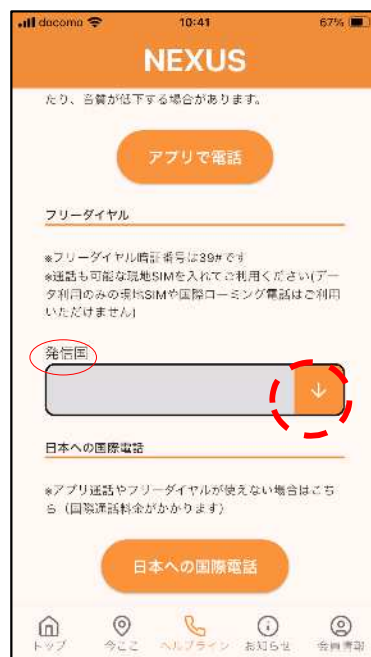 docomo 10:41 67%
NEXUS
たり、音質が低下する場合があります。
アプリで電話
フリーダイヤル
※フリーダイヤル暗証番号は39#です
※通話も可能な現地SIMを入れてご利用ください(デー
タ利用のみの現地SIMや国際ローミング電話はご利用
いただけません)
発信国
↓
日本への国際電話
※アプリ通話やフリーダイヤルが使えない場合はこち
ら（国際通話料金がかかります）
日本への国際電話
トップ 今ここ ヘルプライン お知らせ 会員情報